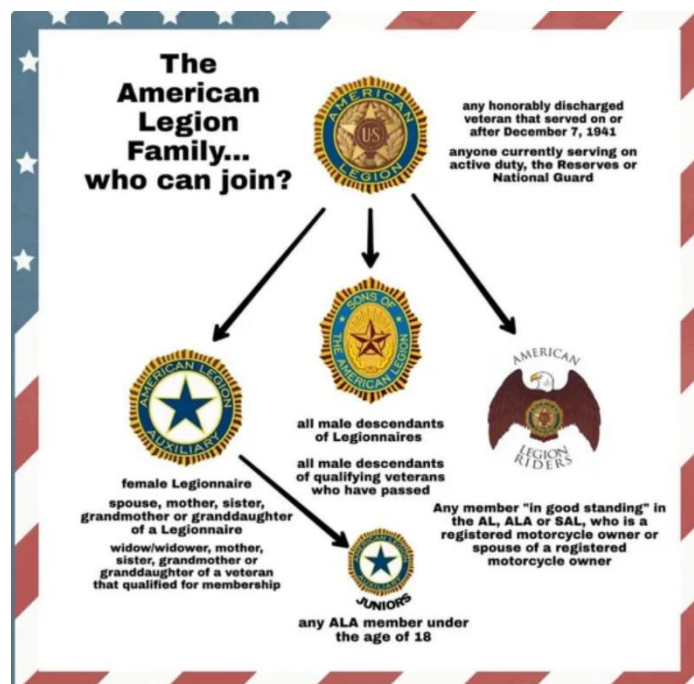 The
American
Legion
Family...
who can join?
AMERICAN
US
LEGION
any honorably discharged
veteran that served on or
after December 7, 1941
anyone currently serving on
active duty, the Reserves or
National Guard
SONS OF
THE AMERICAN LEGION
AMERICAN LEGION
AUXILIARY
AMERICAN
LEGION
RIDERS
all male descendants
of Legionnaires
all male descendants
of qualifying veterans
who have passed
female Legionnaire
spouse, mother, sister,
grandmother or granddaughter
of a Legionnaire
widow/widower, mother,
sister, grandmother or
granddaughter of a veteran
that qualified for membership
Any member "in good standing" in
the AL, ALA or SAL, who is a
registered motorcycle owner or
spouse of a registered
motorcycle owner
AMERICAN LEGION
AUXILIARY
JUNIORS
any ALA member under
the age of 18